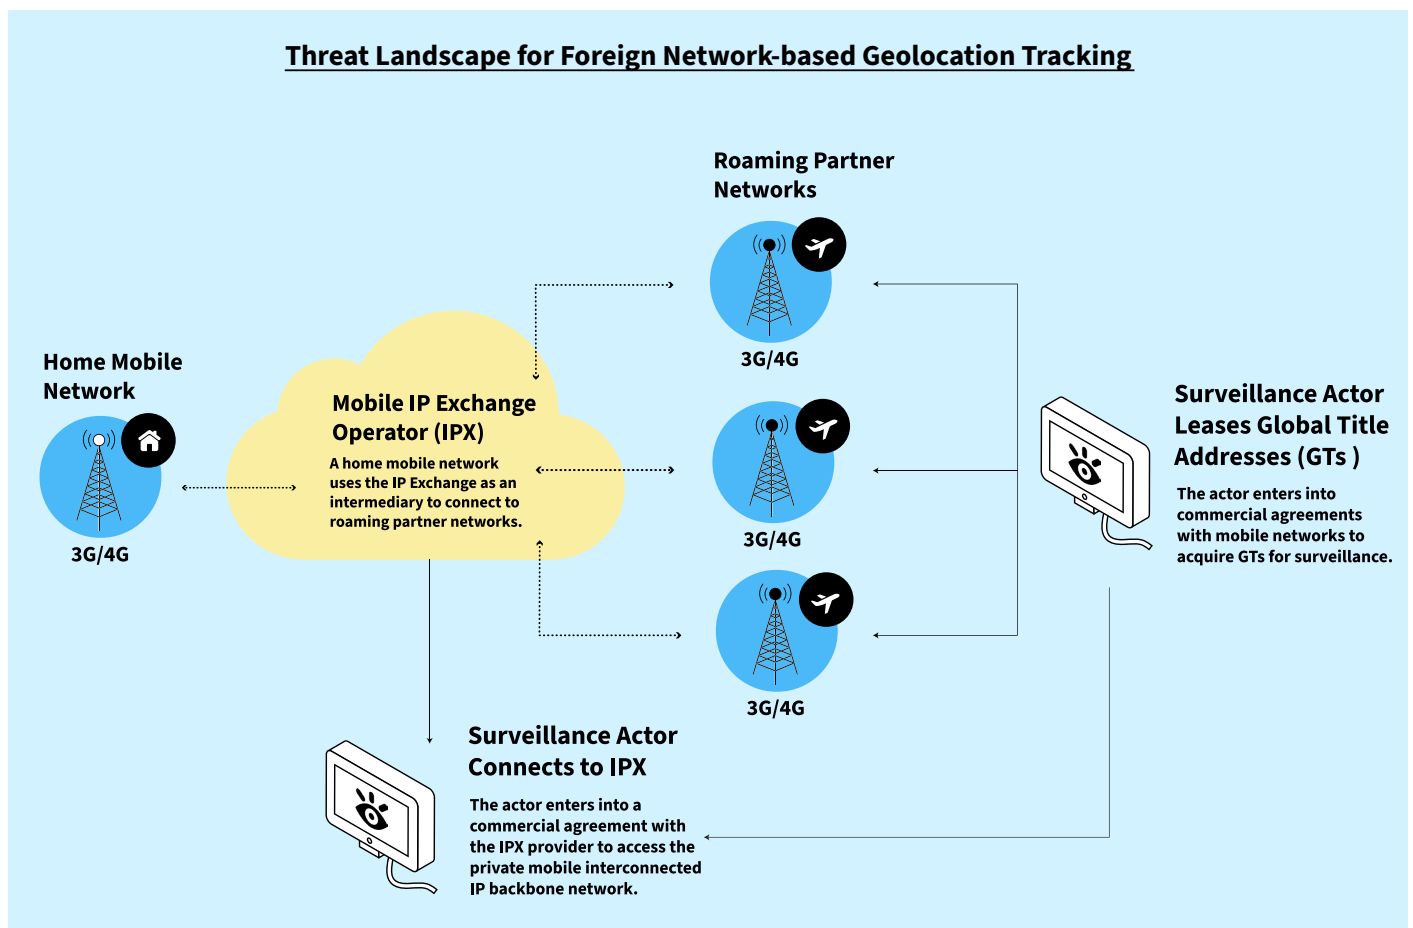 Threat Landscape for Foreign Network-based Geolocation Tracking
Roaming Partner
Networks
3G/4G
Home Mobile
Network
3G/4G
Mobile IP Exchange
Operator (IPX)
A home mobile network
uses the IP Exchange as an
intermediary to connect to
roaming partner networks.
3G/4G
3G/4G
Surveillance Actor
Leases Global Title
Addresses (GTs )
The actor enters into
commercial agreements
with mobile networks to
acquire GTs for surveillance.
Surveillance Actor
Connects to IPX
The actor enters into a
commercial agreement with
the IPX provider to access the
private mobile interconnected
IP backbone network.